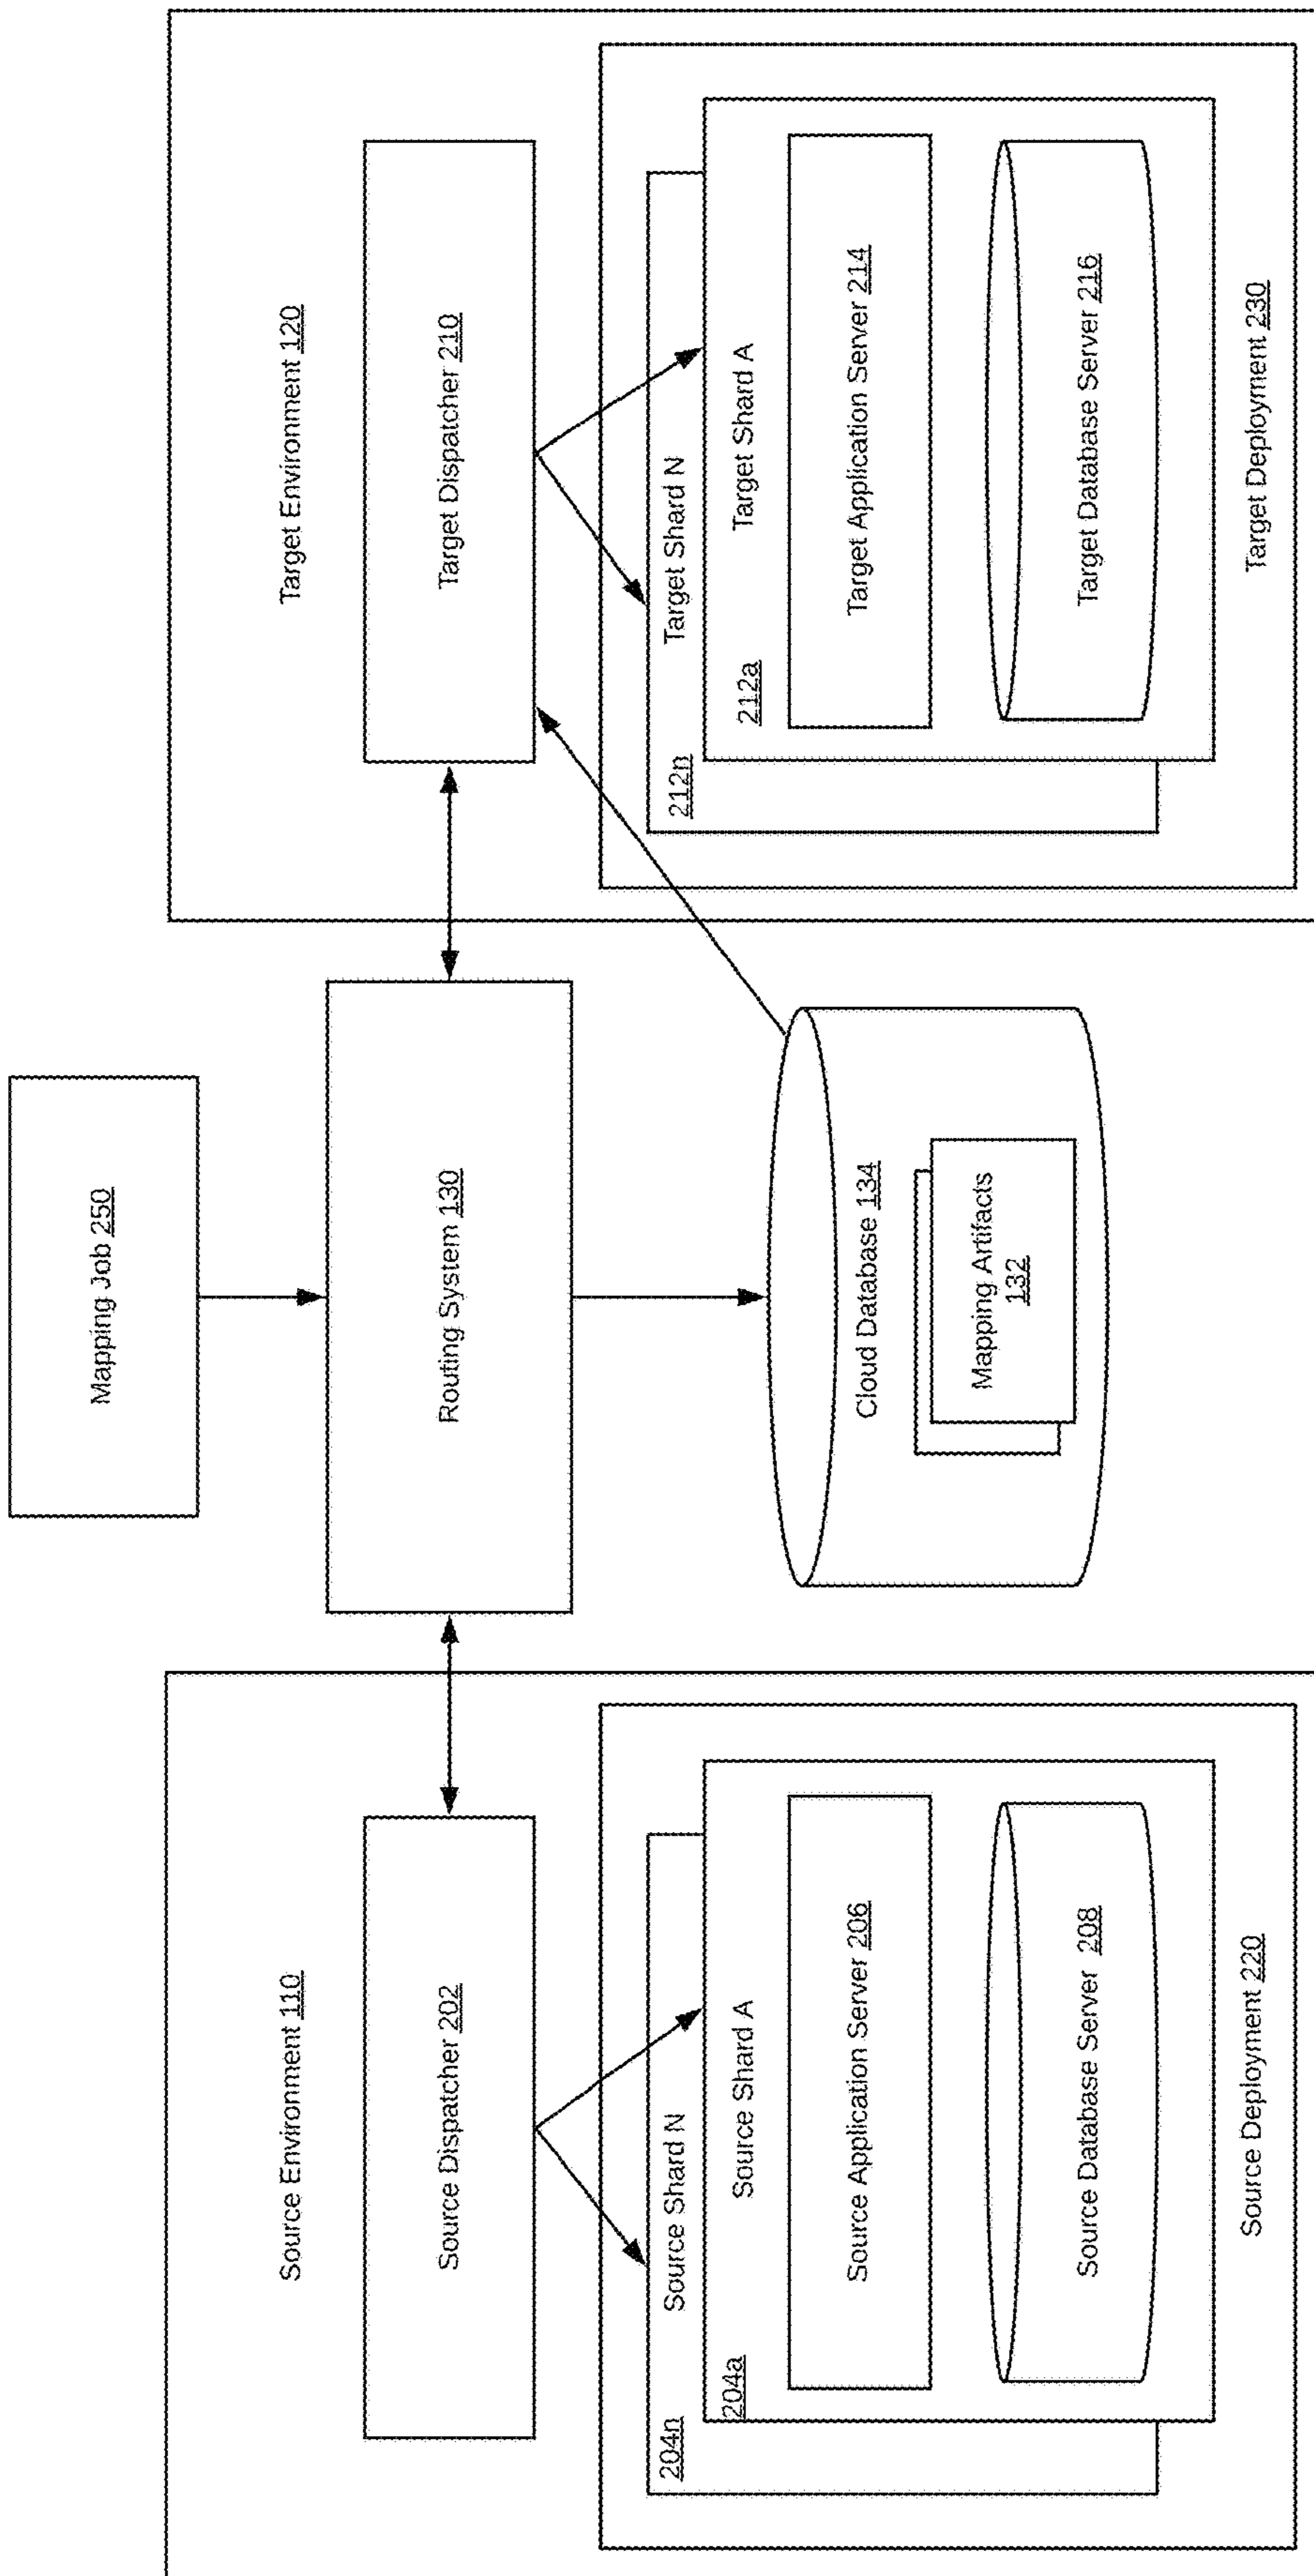 Mapping Job 250
Source Environment 110
Source Dispatcher 202
204n
Source Shard N
204a
Source Shard A
Source Application Server 206
Source Database Server 208
Source Deployment 220
Routing System 130
Cloud Database 134
Mapping Artifacts
132
Target Environment 120
Target Dispatcher 210
212n
Target Shard N
212a
Target Shard A
Target Application Server 214
Target Database Server 216
Target Deployment 230